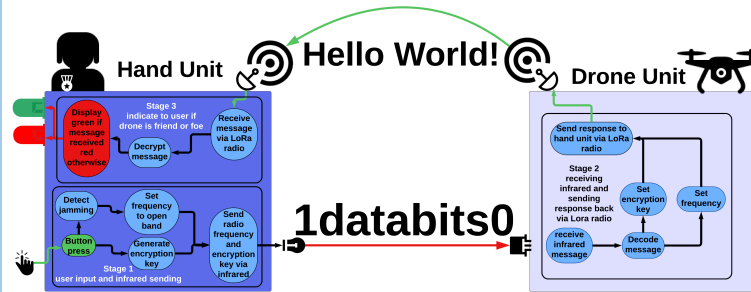 Hello World!
Hand Unit
Drone Unit
Stage 3
indicate to user if
drone is friend or foe
Display
green if
message
received
red
otherwise
Decrypt
message
Receive
message
via LoRa
radio
Detect
jamming
Set
frequency
to open
band
Button
press
Generate
encryption
key
Send
radio
frequency
and
encryption
key via
infrared
Stage 1
user input and infrared sending
1databits0
Send response to
hand unit via LoRa
radio
Stage 2
receiving
infrared and
sending
response back
via Lora radio
Set
encryption
key
Set
frequency
receive
infrared
message
Decode
message